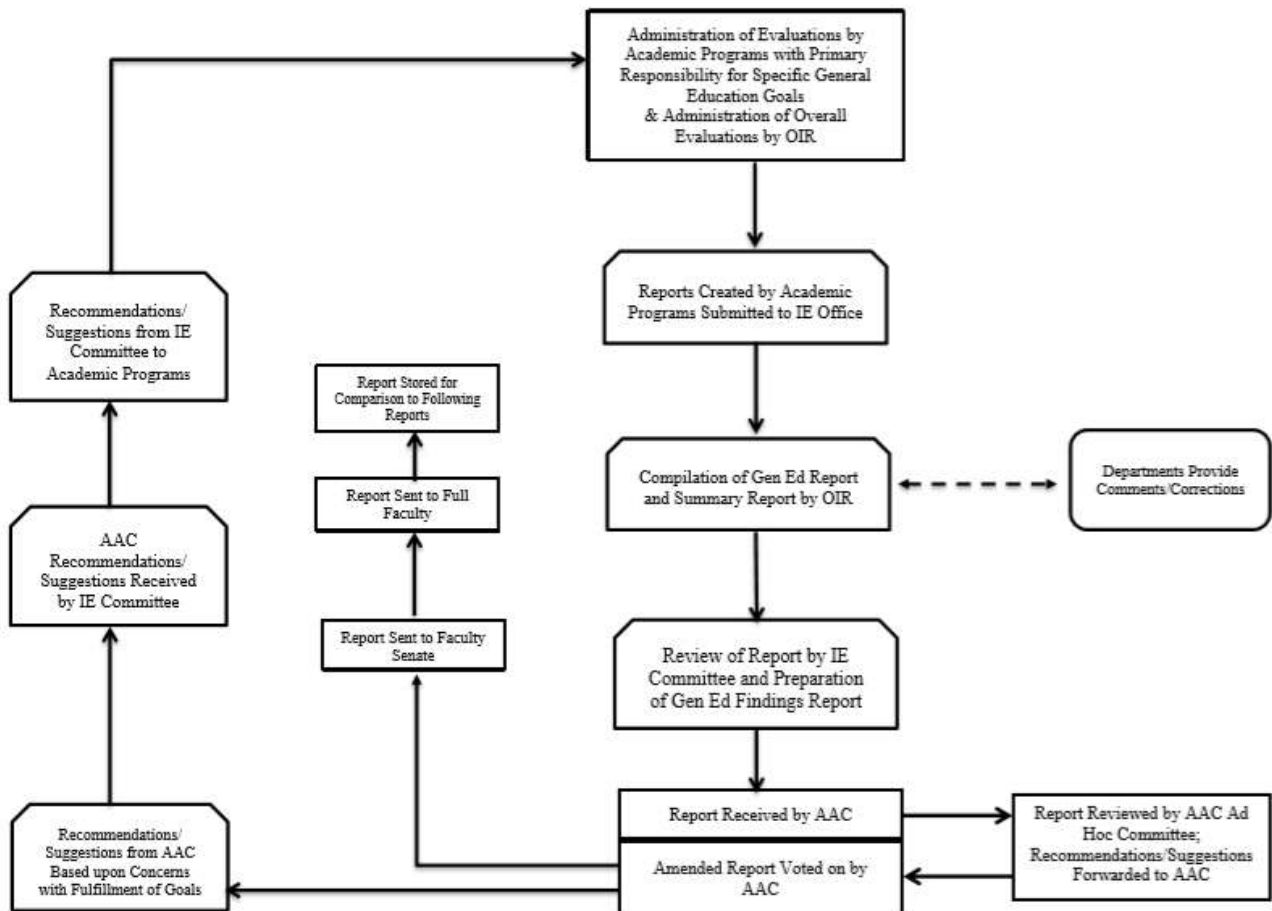 Administration of Evaluations by
Academic Programs with Primary
Responsibility for Specific General
Education Goals
& Administration of Overall
Evaluations by OIR
Reports Created by Academic
Programs Submitted to IE Office
Recommendations/
Suggestions from IE
Committee to
Academic Programs
Report Stored for
Comparison to Following
Reports
Compilation of Gen Ed Report
and Summary Report by OIR
Departments Provide
Comments/Corrections
Report Sent to Full
Faculty
AAC
Recommendations/
Suggestions Received
by IE Committee
Report Sent to Faculty
Senate
Review of Report by IE
Committee and Preparation
of Gen Ed Findings Report
Report Received by AAC
Report Reviewed by AAC Ad
Hoc Committee;
Recommendations/Suggestions
Forwarded to AAC
Amended Report Voted on by
AAC
Recommendations/
Suggestions from AAC
Based upon Concerns
with Fulfillment of Goals